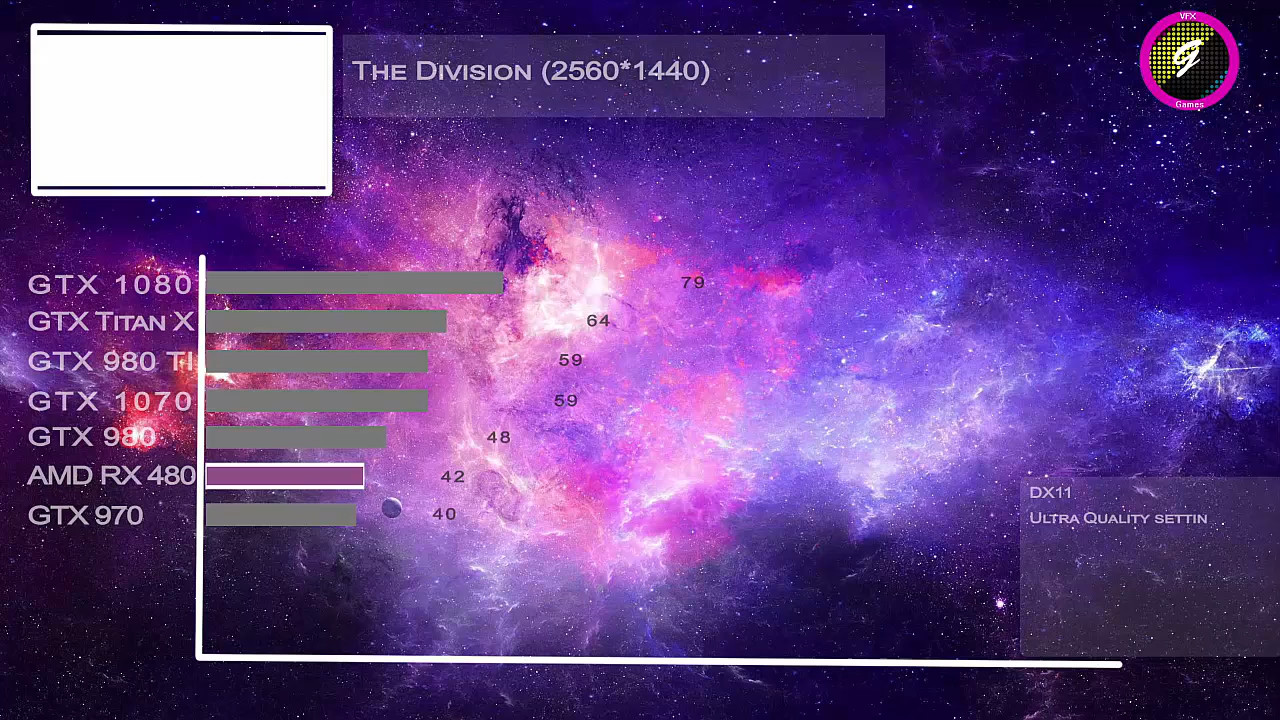 VFX
g
Games
The Division (2560*1440)
GTX 1080 79
GTX Titan X 64
GTX 980 Ti 59
GTX 1070 59
GTX 980 48
AMD RX 480 42
GTX 970 40
DX11
Ultra Quality settin